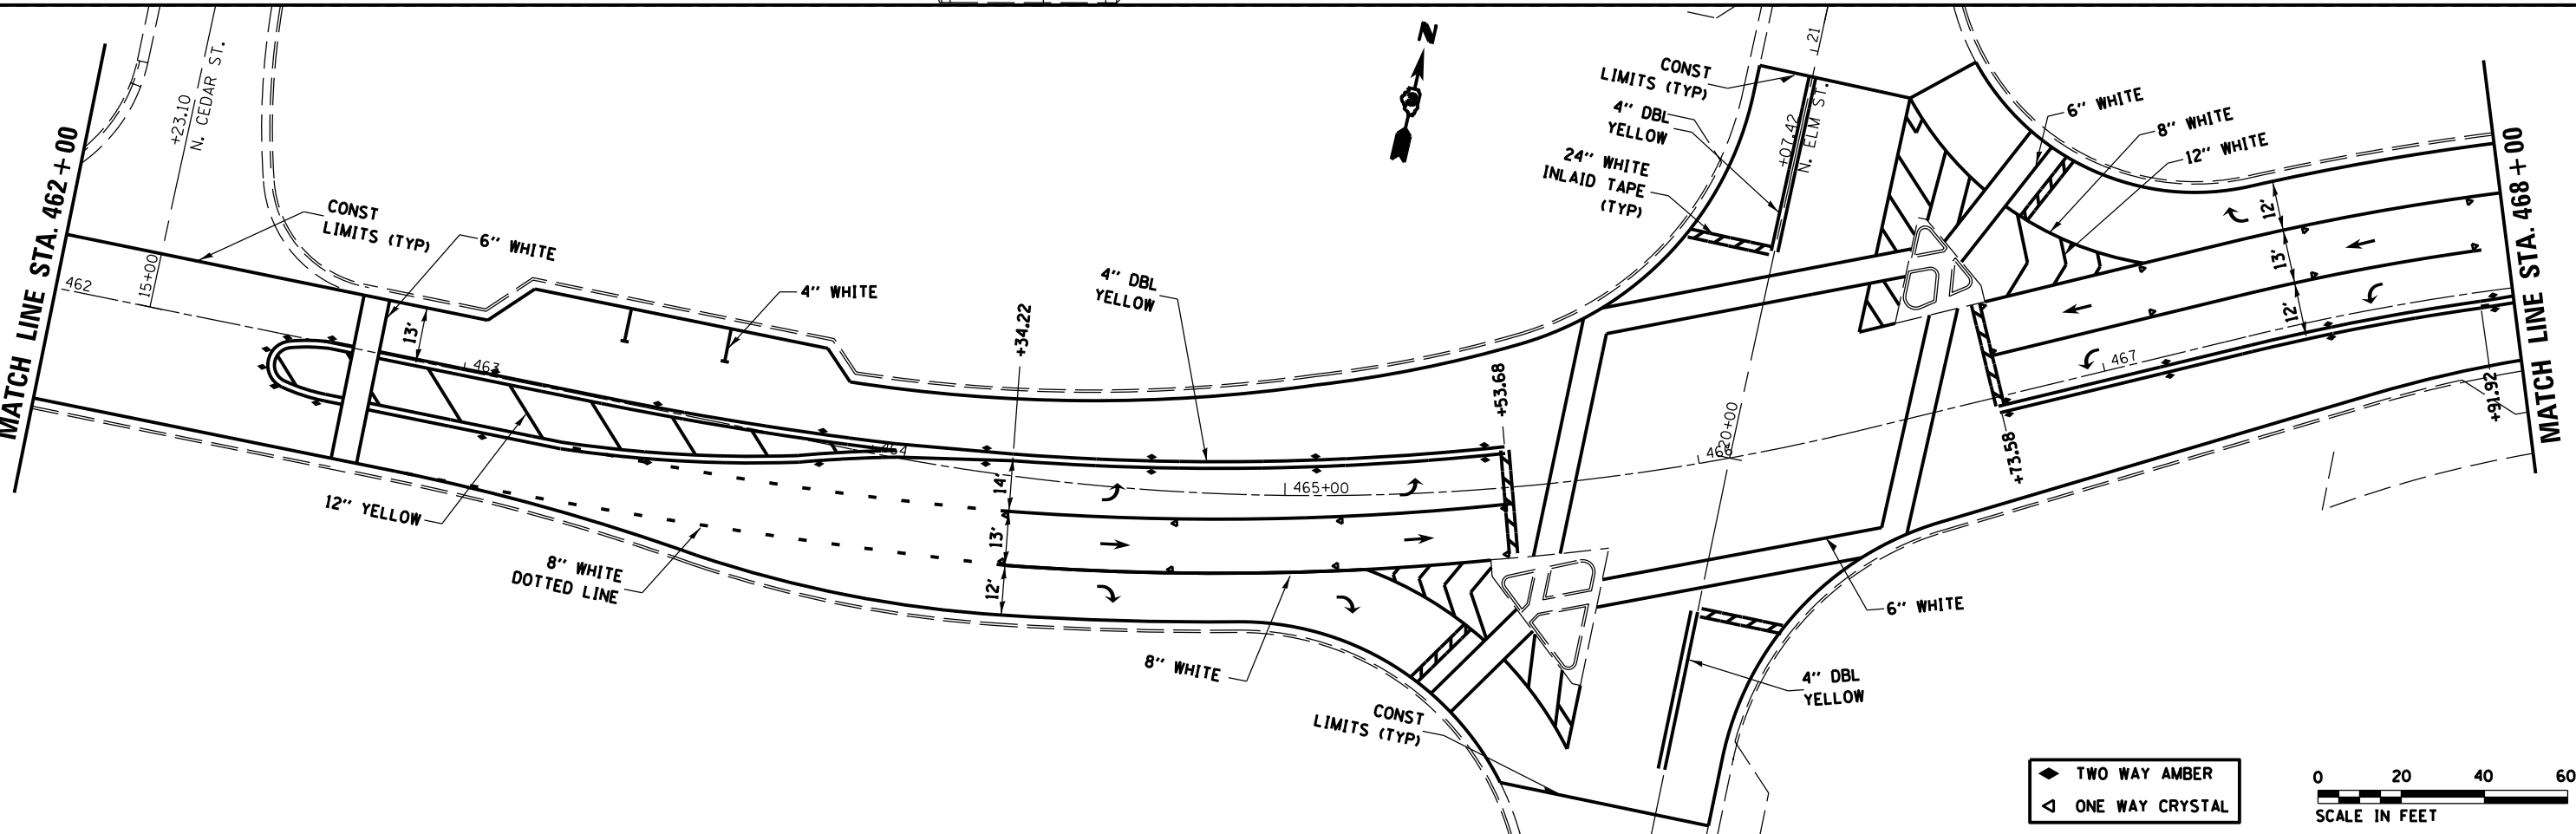 MATCH LINE STA. 462+00
+23.10
N. CEDAR ST.
15+00
462
CONST
LIMITS (TYP)
6" WHITE
13'
463
4" WHITE
12" YELLOW
8" WHITE
DOTTED LINE
464
+34.22
14'
13'
12'
4" DBL
YELLOW
465+00
8" WHITE
+53.68
N
CONST
LIMITS (TYP)
4" DBL
YELLOW
24" WHITE
INLAID TAPE
(TYP)
21
+07.42
N. ELM ST.
20+00
466
6" WHITE
8" WHITE
12" WHITE
12'
13'
12'
467
+73.58
+91.92
MATCH LINE STA. 468+00
6" WHITE
4" DBL
YELLOW
CONST
LIMITS (TYP)
TWO WAY AMBER
ONE WAY CRYSTAL
0 20 40 60
SCALE IN FEET